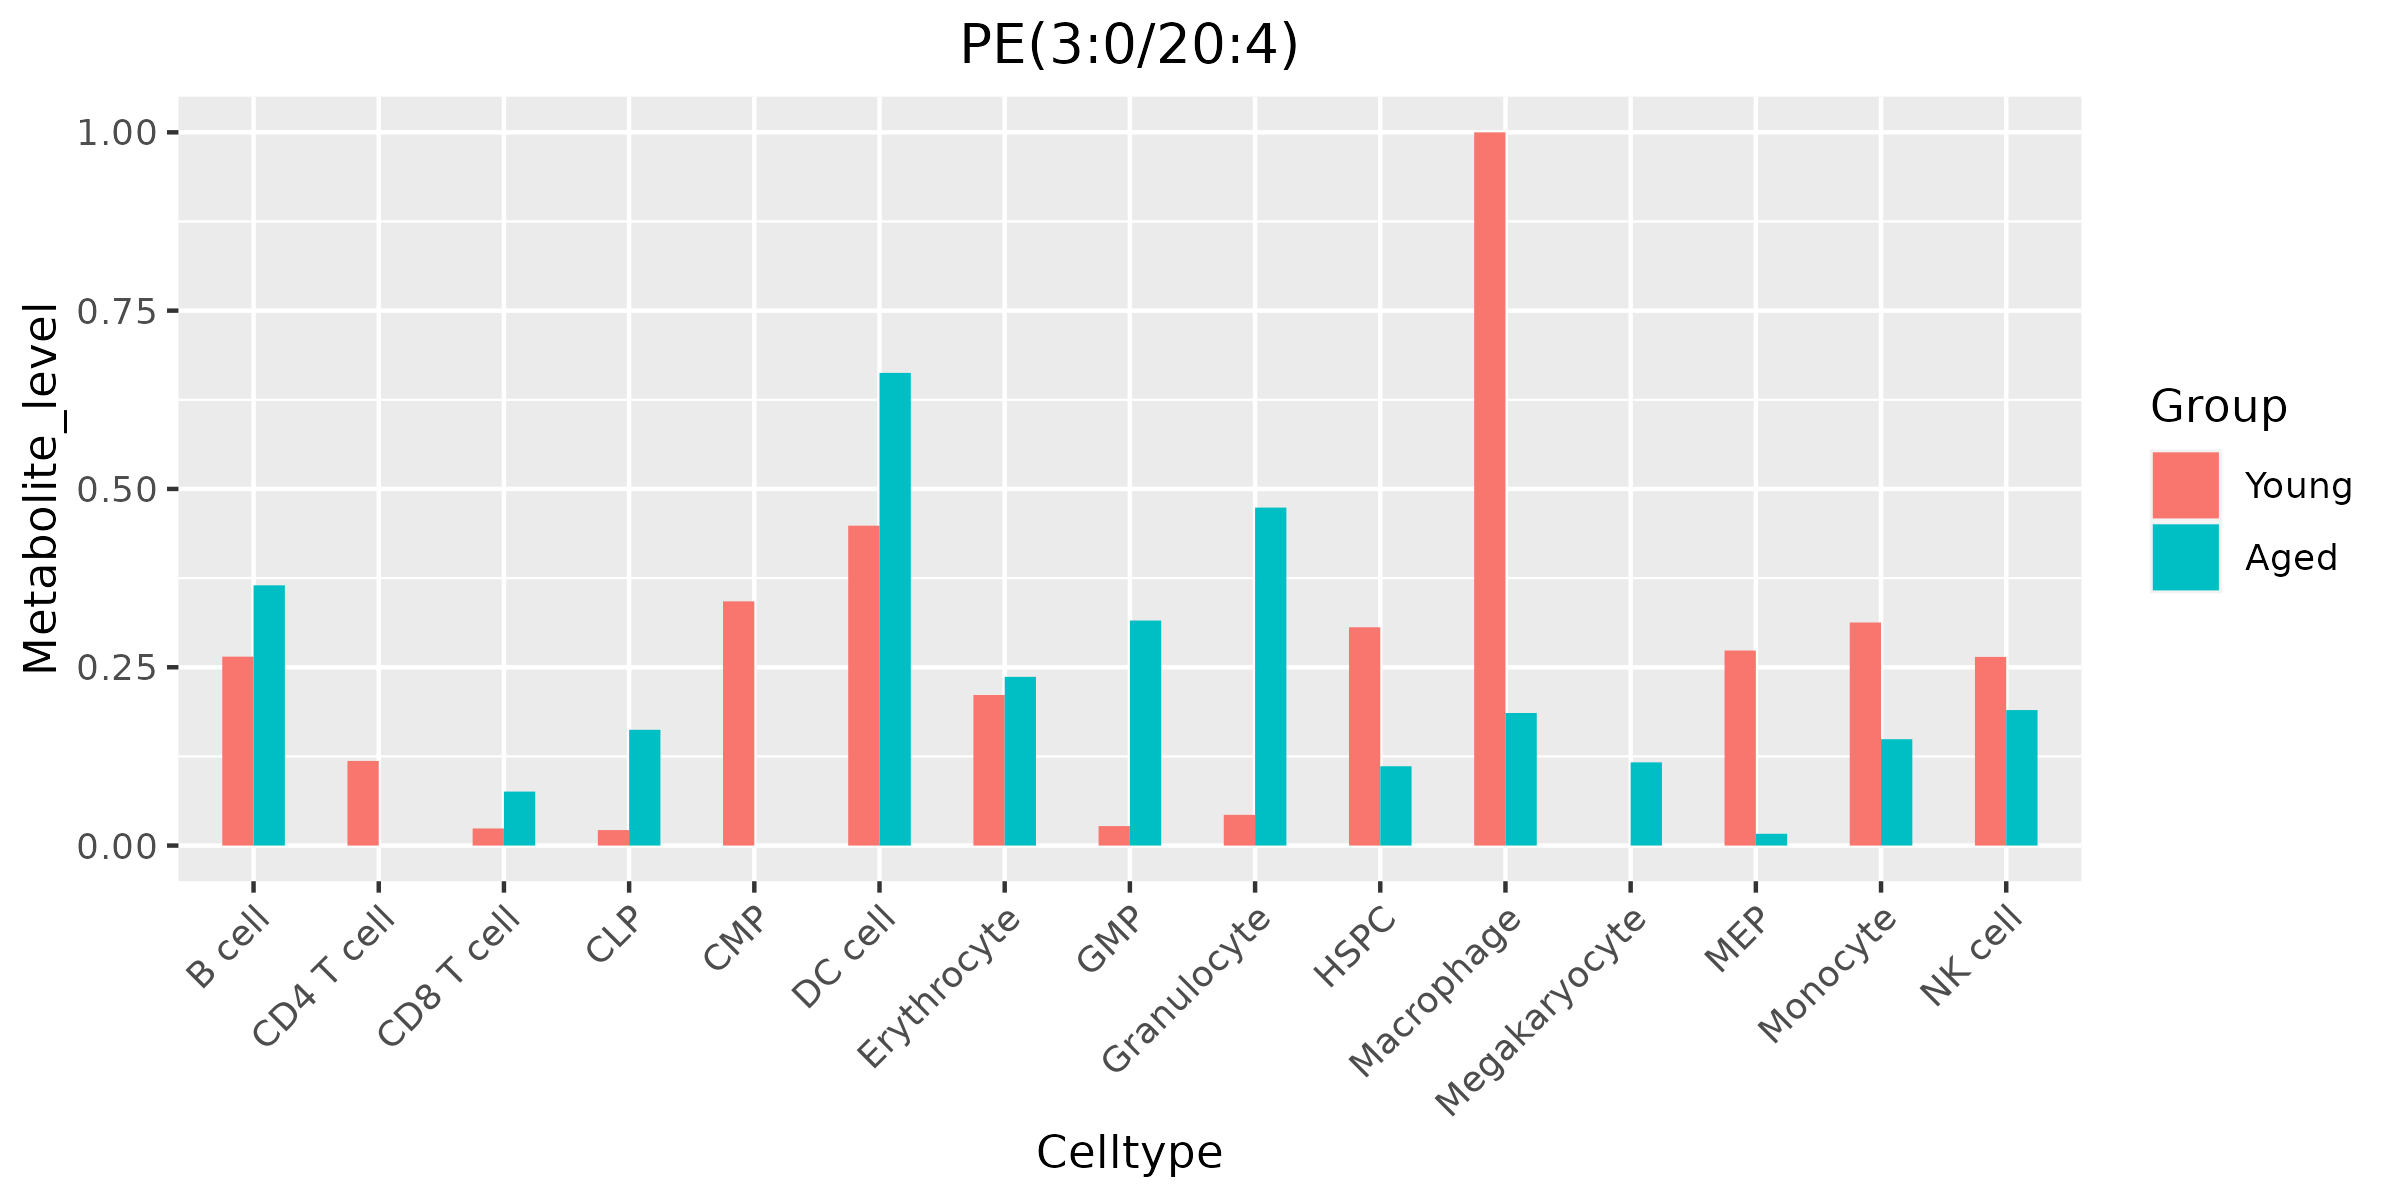 PE(3:0/20:4)
Metabolite_level
1.00
0.75
0.50
0.25
0.00
B cell
CD4 T cell
CD8 T cell
CLP
CMP
DC cell
Erythrocyte
GMP
Granulocyte
HSPC
Macrophage
Megakaryocyte
MEP
Monocyte
NK cell
Celltype
Group
Young
Aged